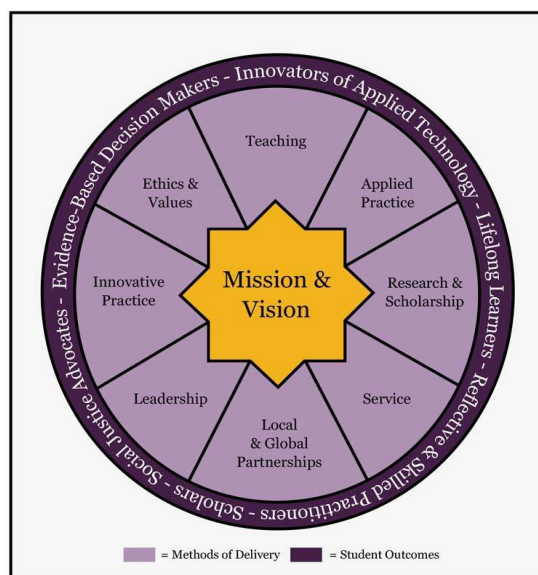 Evidence-Based Decision Makers - Innovators of Applied Technology - Lifelong Learners - Reflective & Skilled Practitioners - Scholars - Social Justice Advocates -
Teaching
Applied
Practice
Research &
Scholarship
Service
Local
& Global
Partnerships
Leadership
Innovative
Practice
Ethics &
Values
Mission &
Vision
= Methods of Delivery
= Student Outcomes